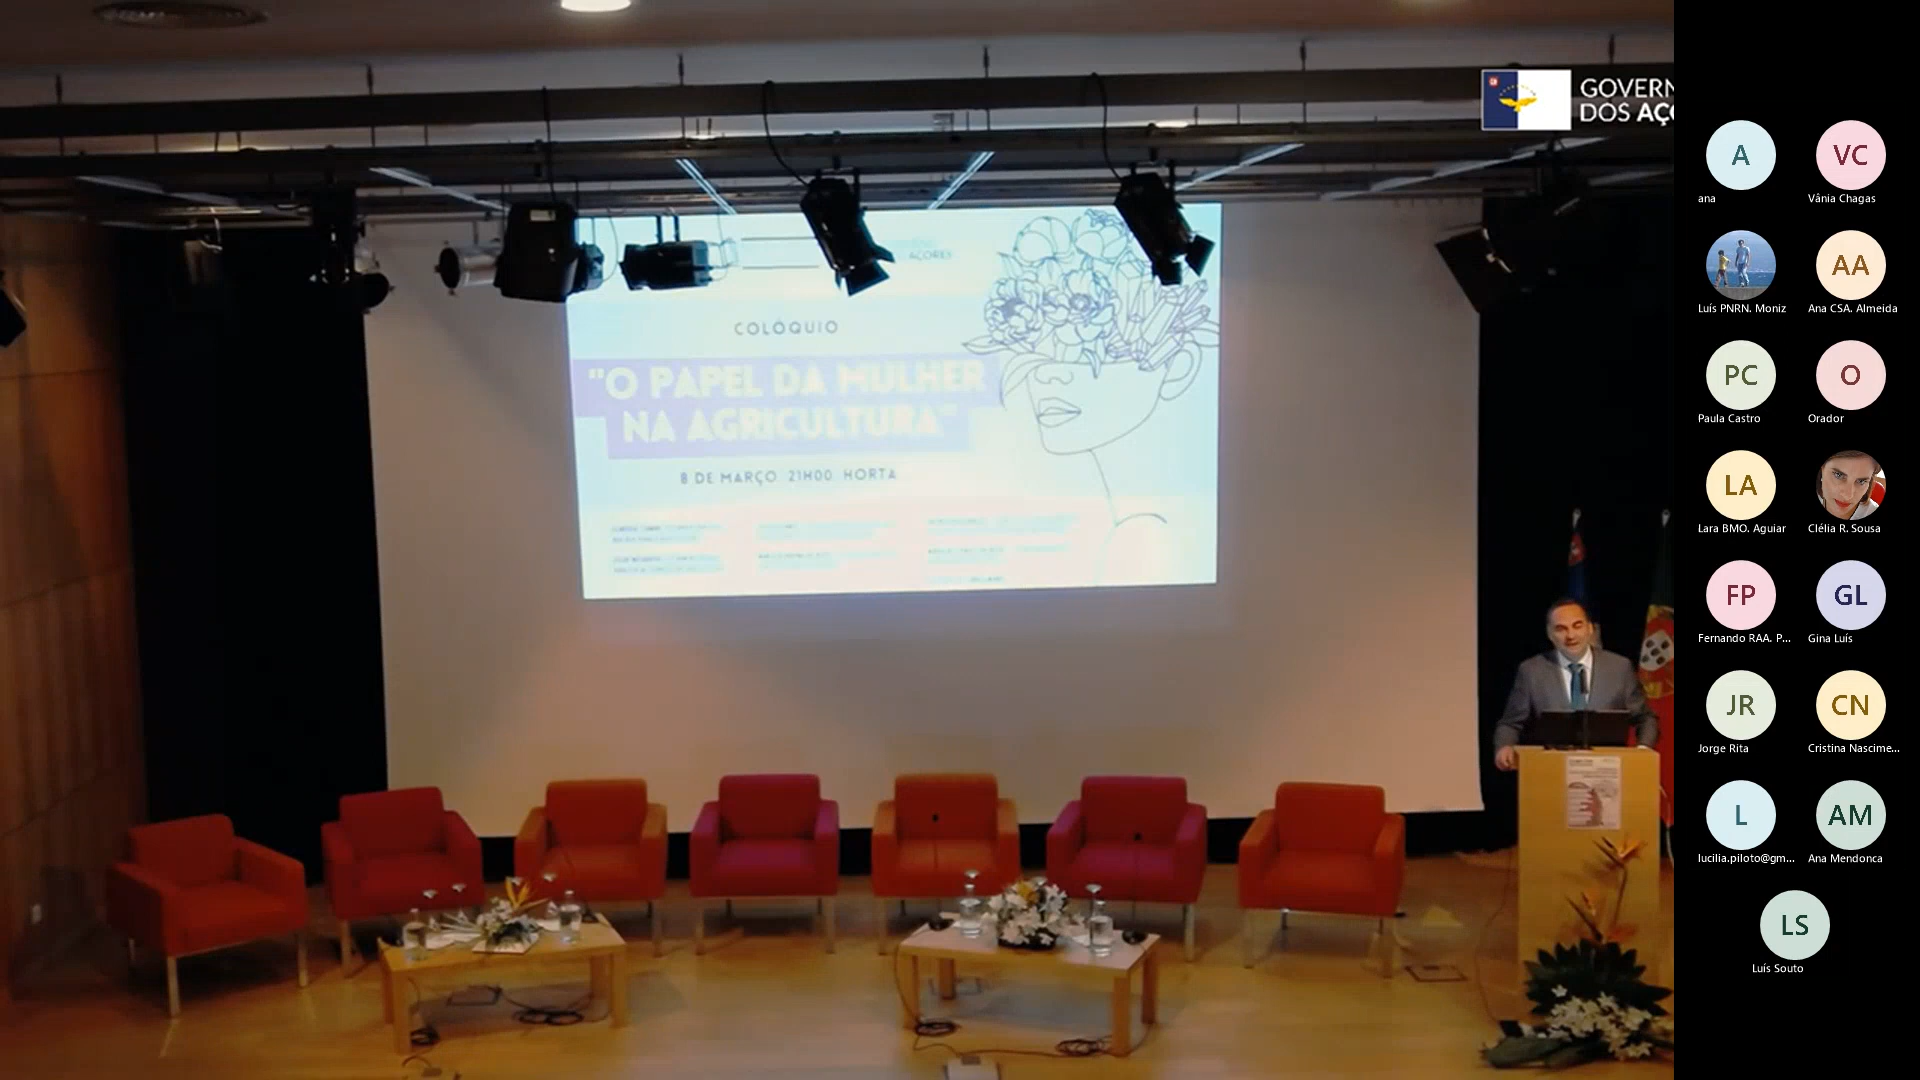 GOVERN
DOS AÇO
AÇORES
COLÓQUIO
"O PAPEL DA MULHER
NA AGRICULTURA"
8 DE MARÇO. 21H00. HORTA
A
ana
VC
Vânia Chagas
Luís PNRN. Moniz
AA
Ana CSA. Almeida
PC
Paula Castro
O
Orador
LA
Lara BMO. Aguiar
Clélia R. Sousa
FP
Fernando RAA. P...
GL
Gina Luís
JR
Jorge Rita
CN
Cristina Nascime...
L
lucilia.piloto@gm...
AM
Ana Mendonca
LS
Luís Souto